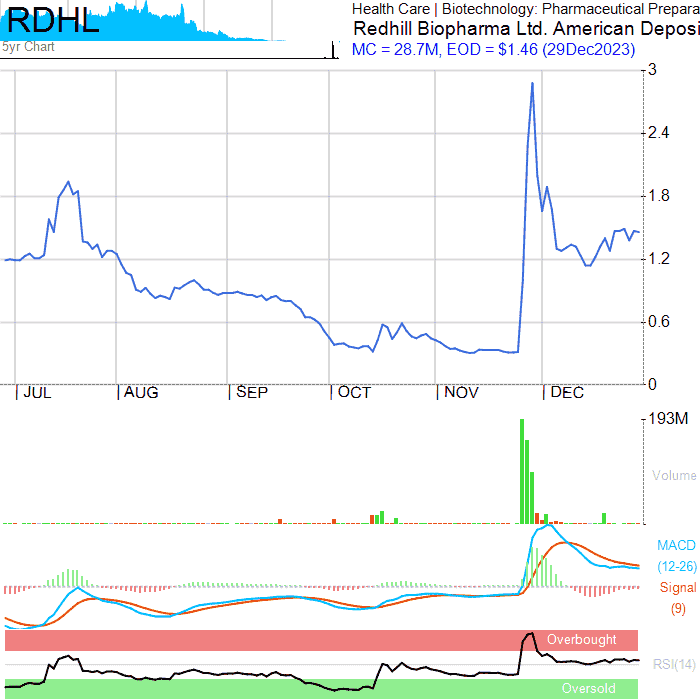 RDHL
5yr Chart
Health Care | Biotechnology: Pharmaceutical Prepara
Redhill Biopharma Ltd. American Deposi
MC = 28.7M, EOD = $1.46 (29Dec2023)
3
2.4
1.8
1.2
0.6
0
JUL
AUG
SEP
OCT
NOV
DEC
193M
Volume
MACD
(12-26)
Signal
(9)
Overbought
RSI(14)
Oversold